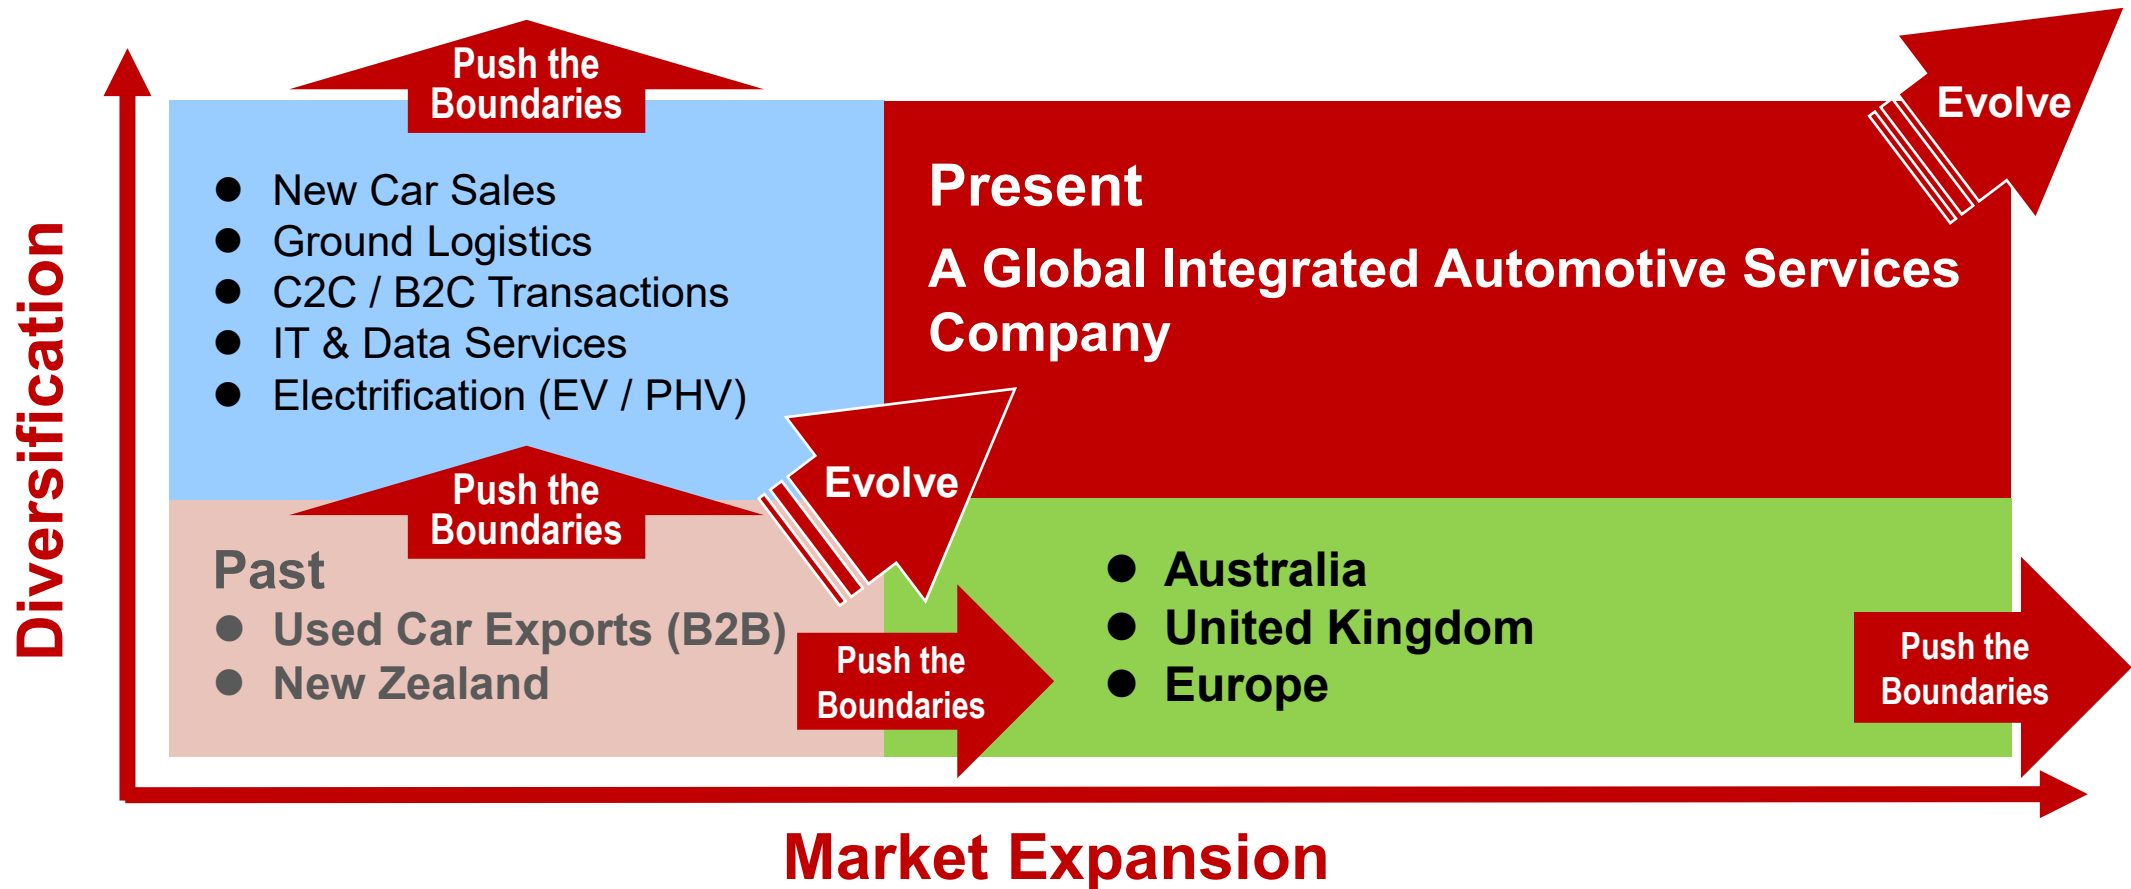 Push the
Boundaries
Evolve
Diversification
● New Car Sales
● Ground Logistics
● C2C / B2C Transactions
● IT & Data Services
● Electrification (EV / PHV)
Present
A Global Integrated Automotive Services
Company
Push the
Boundaries
Evolve
Past
● Used Car Exports (B2B)
● New Zealand
Push the
Boundaries
● Australia
● United Kingdom
● Europe
Push the
Boundaries
Market Expansion